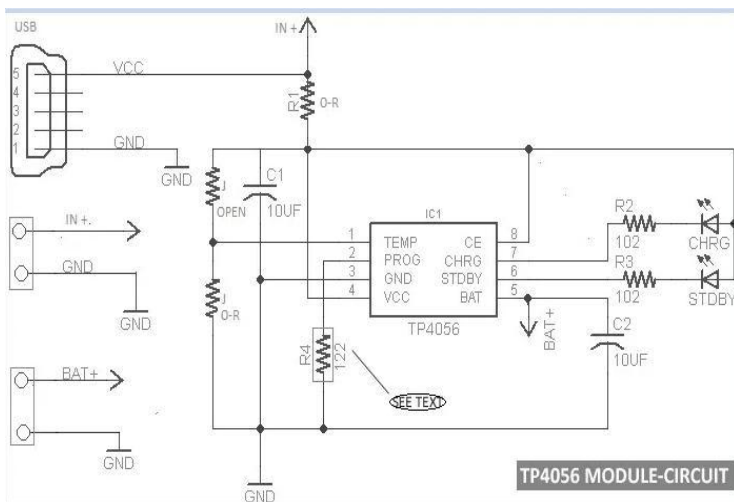 USB
IN +
5
VCC
4
3
2
1
GND
GND
R1
0-R
J
OPEN
C1
10UF
IC1
1 TEMP CE 8
2 PROG CHRG 7
3 GND STDBY 6
4 VCC BAT 5
TP4056
R2
102
CHRG
R3
102
STDBY
IN +.
GND
GND
J
0-R
R4
122
SEE TEXT
BAT+
C2
10UF
BAT+
GND
GND
TP4056 MODULE-CIRCUIT